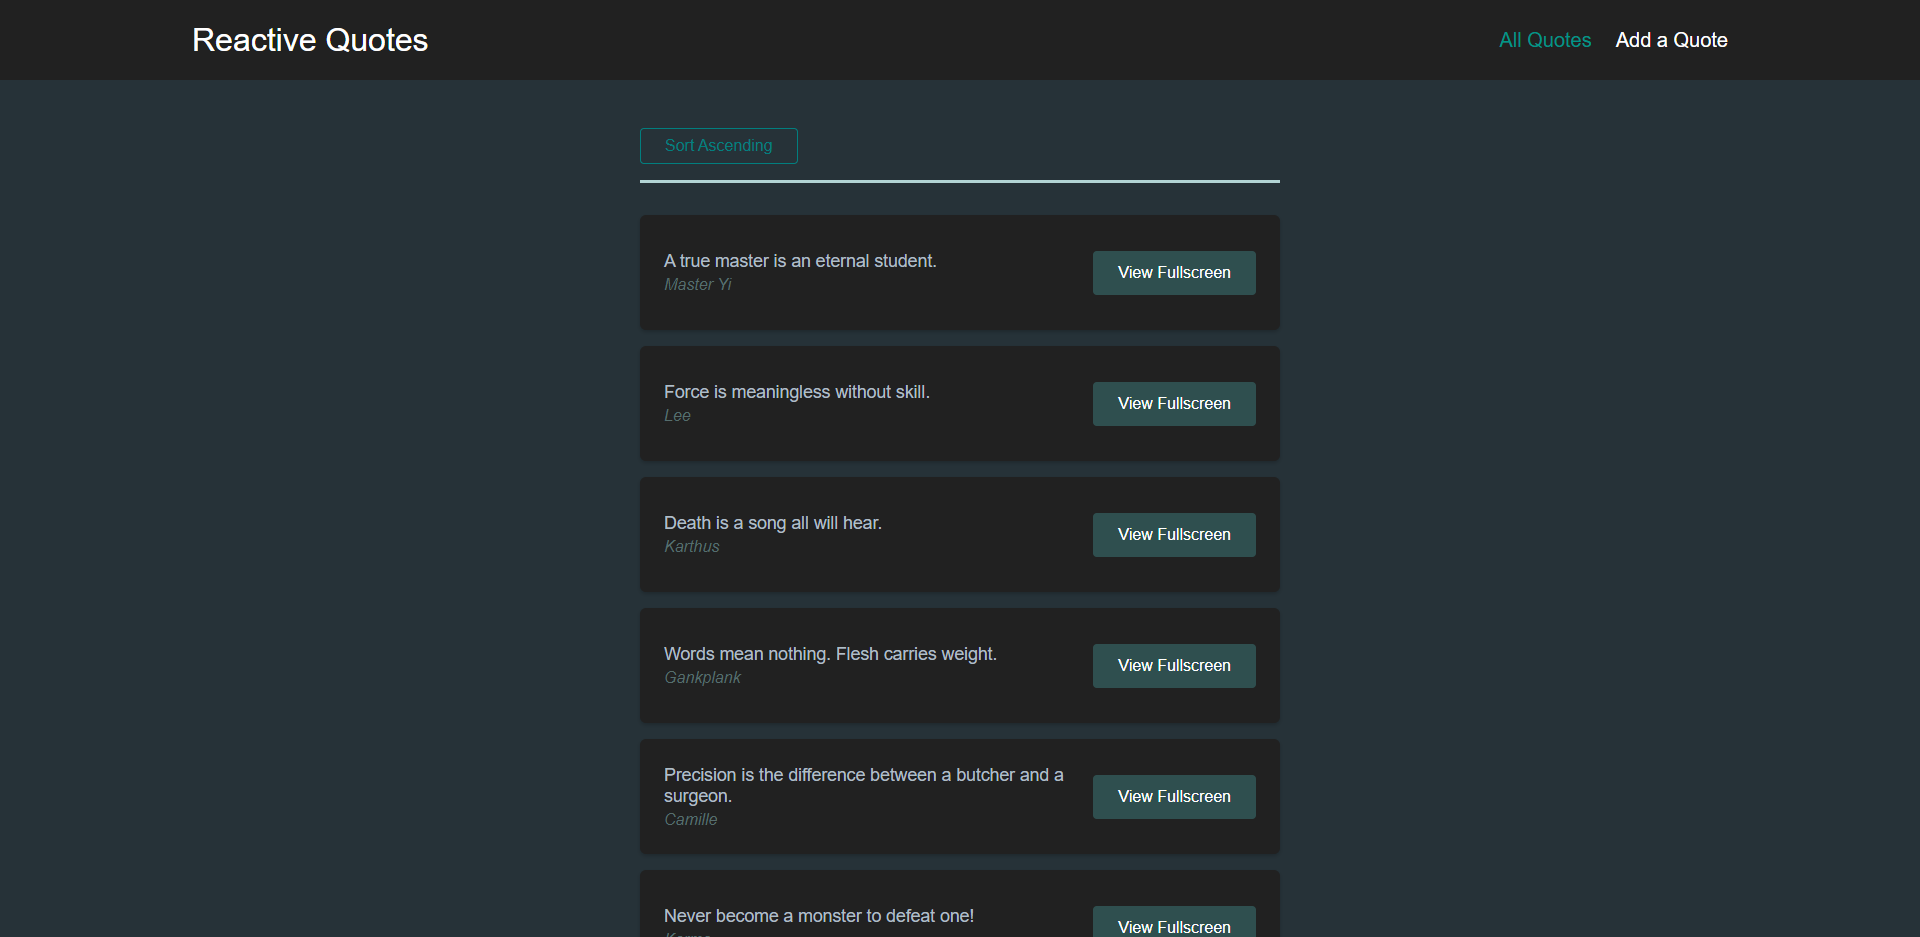 Reactive Quotes
All Quotes
Add a Quote
Sort Ascending
A true master is an eternal student.
Master Yi
View Fullscreen
Force is meaningless without skill.
Lee
View Fullscreen
Death is a song all will hear.
Karthus
View Fullscreen
Words mean nothing. Flesh carries weight.
Gankplank
View Fullscreen
Precision is the difference between a butcher and a
surgeon.
Camille
View Fullscreen
Never become a monster to defeat one!
View Fullscreen